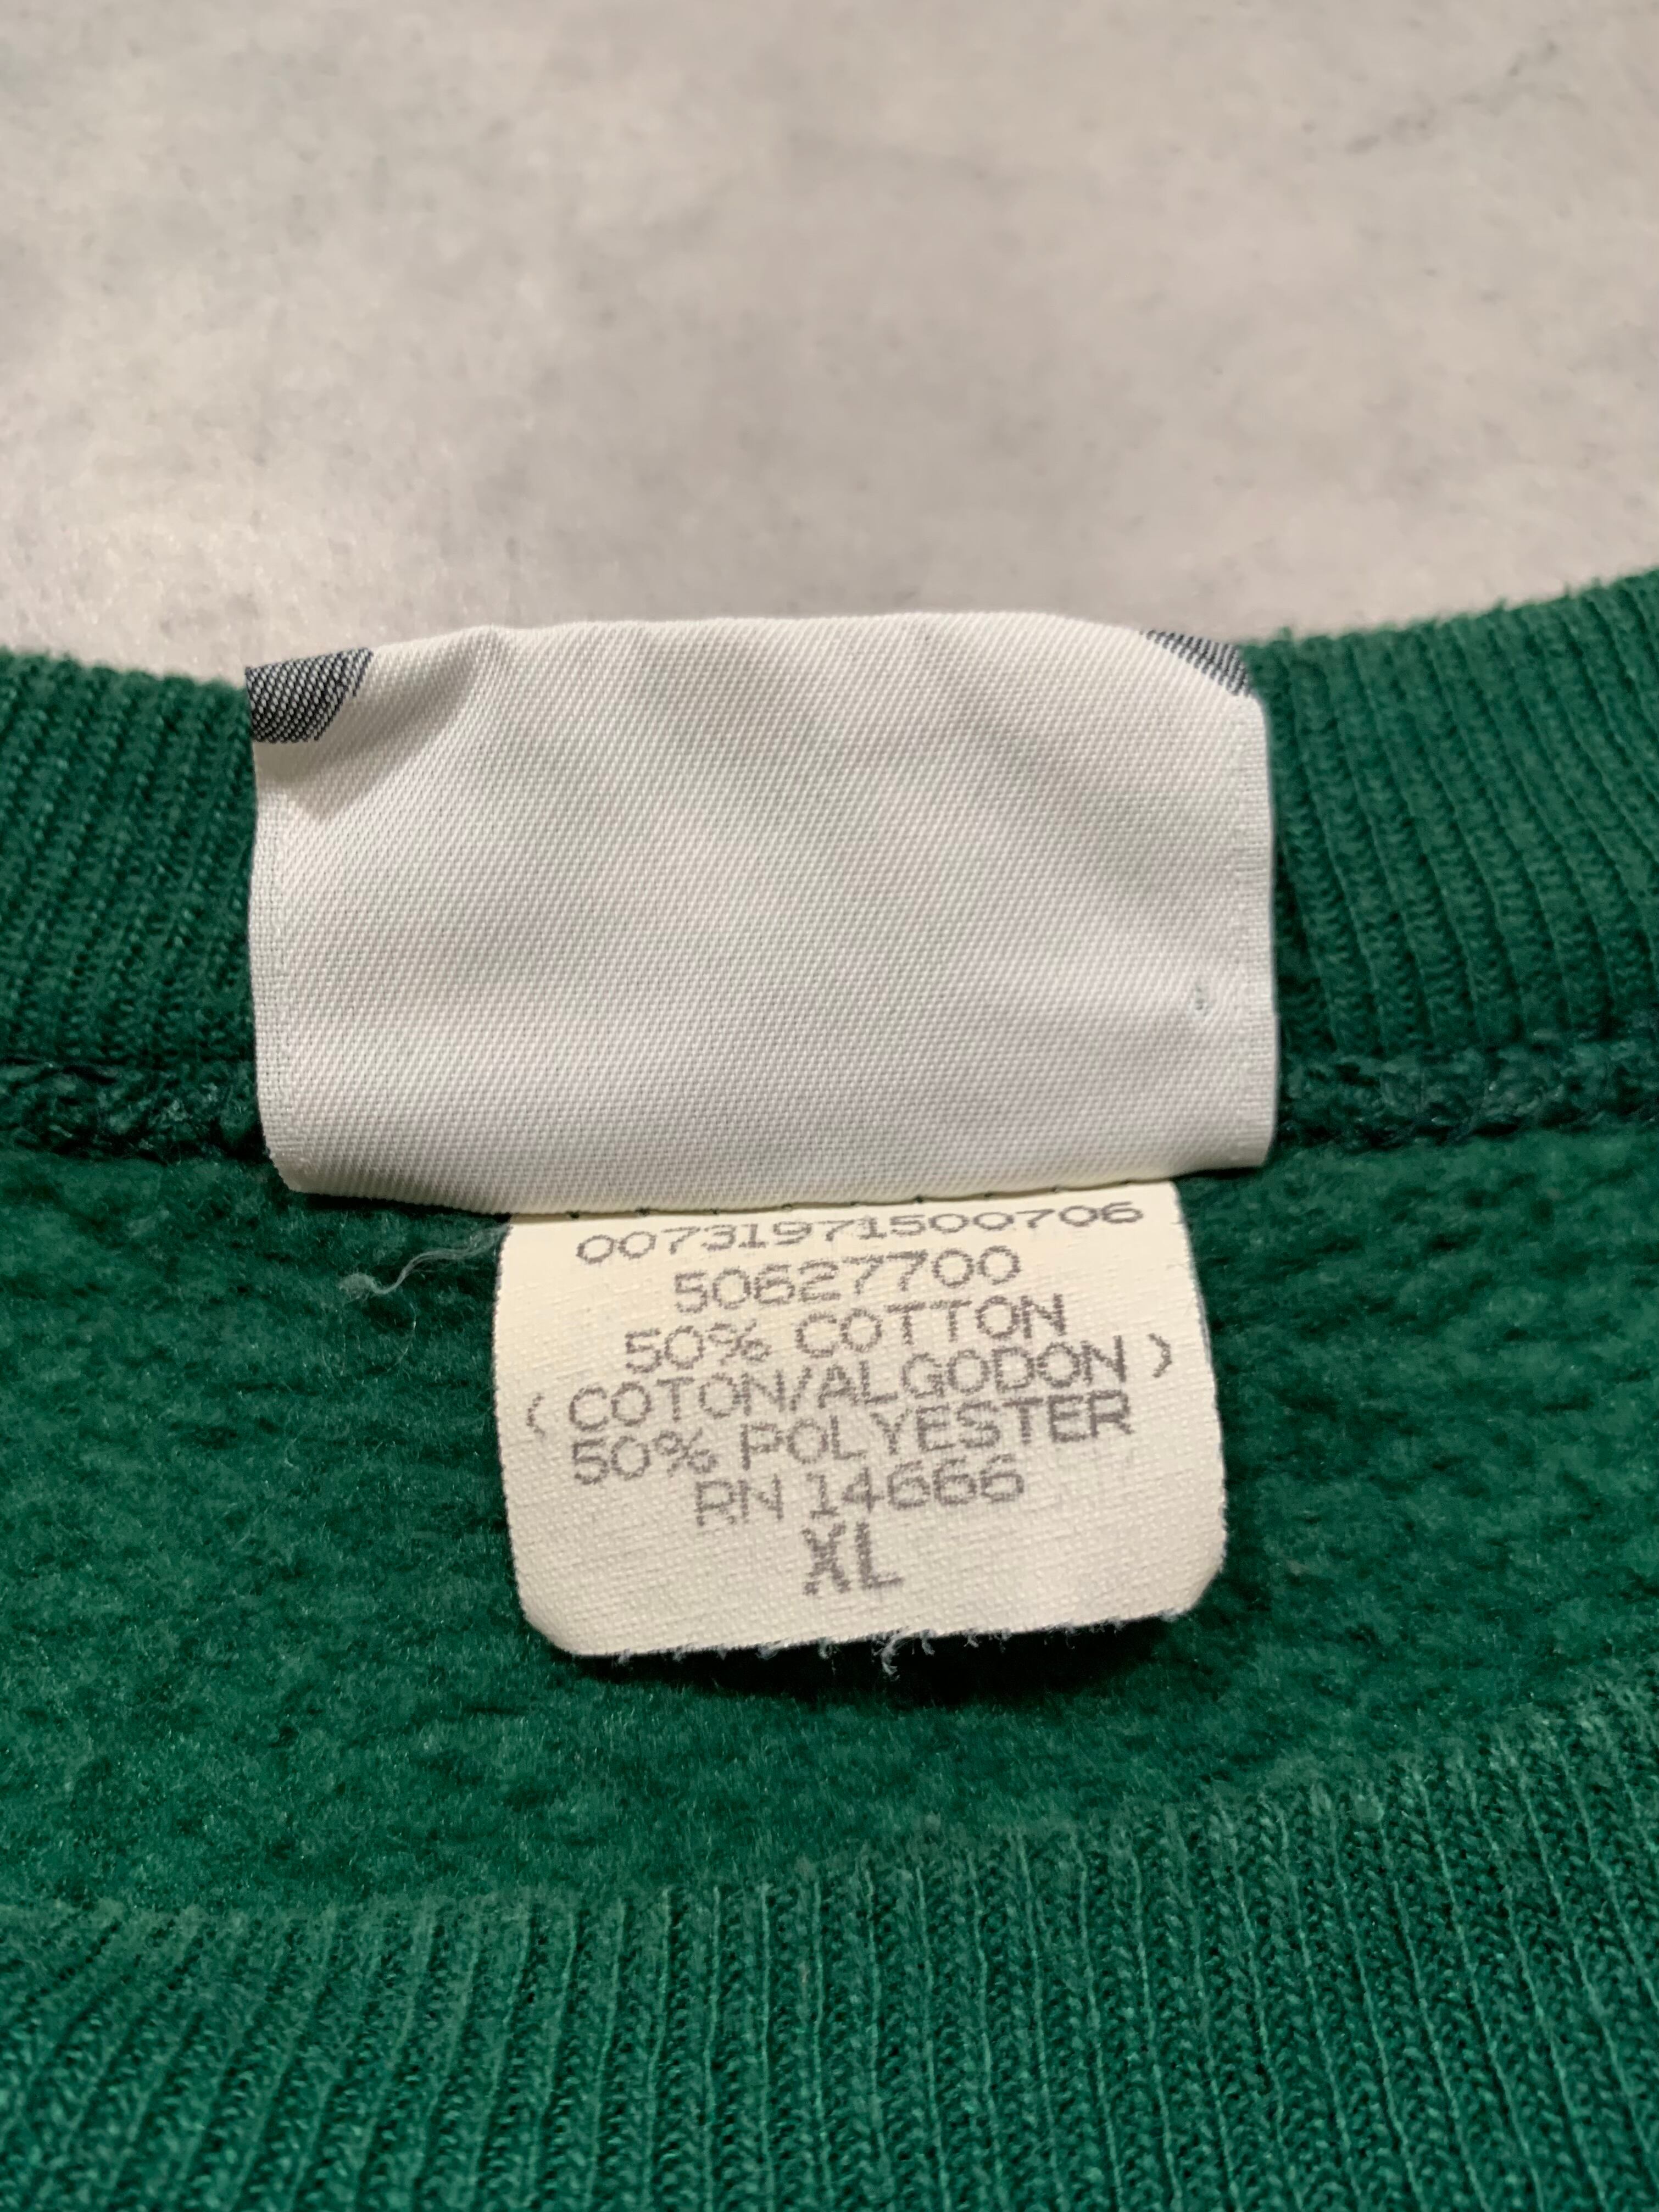 00731971500706
50627700
50% COTTON
< COTON/ALGODON >
50% POLYESTER
RN 14666
XL